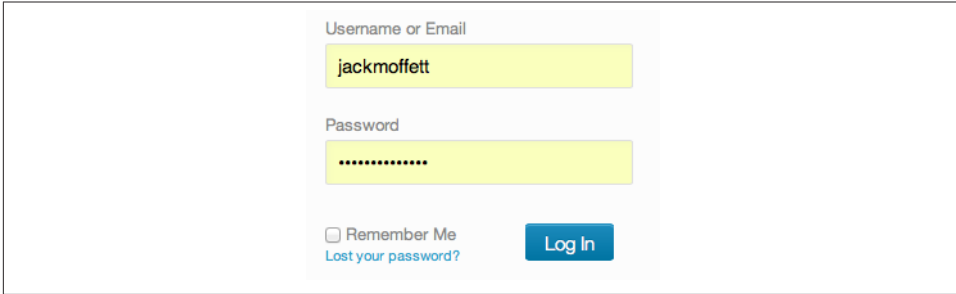 Username or Email
jackmoffett
Password
••••••••••••••
Remember Me
Log In
Lost your password?